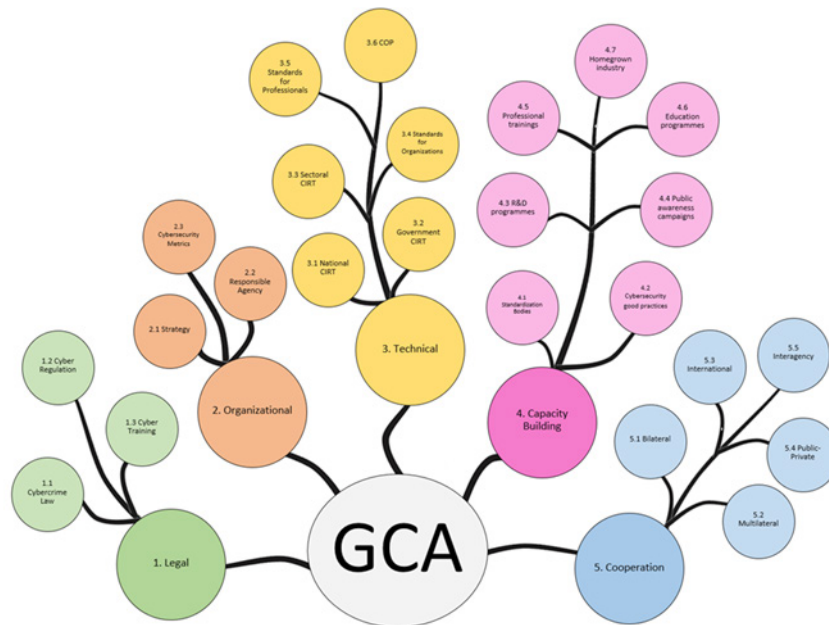 3.6 COP
3.5
Standards
for
Professionals
3.4 Standards for
Organizations
3.3 Sectoral
CIRT
3.2
Government
CIRT
3.1 National
CIRT
3. Technical
4.7
Homegrown
industry
4.5
Professional
trainings
4.6
Education
programmes
4.3 R&D
programmes
4.4 Public
awareness
campaigns
4.1
Standardization
Bodies
4.2
Cybersecurity
good practices
4. Capacity
Building
2.3
Cybersecurity
Metrics
2.2
Responsible
Agency
2.1 Strategy
2. Organizational
1.2 Cyber
Regulation
1.3 Cyber
Training
1.1
Cybercrime
Law
1. Legal
5.3
International
5.5
Interagency
5.1 Bilateral
5.4 Public-
Private
5.2
Multilateral
5. Cooperation
GCA